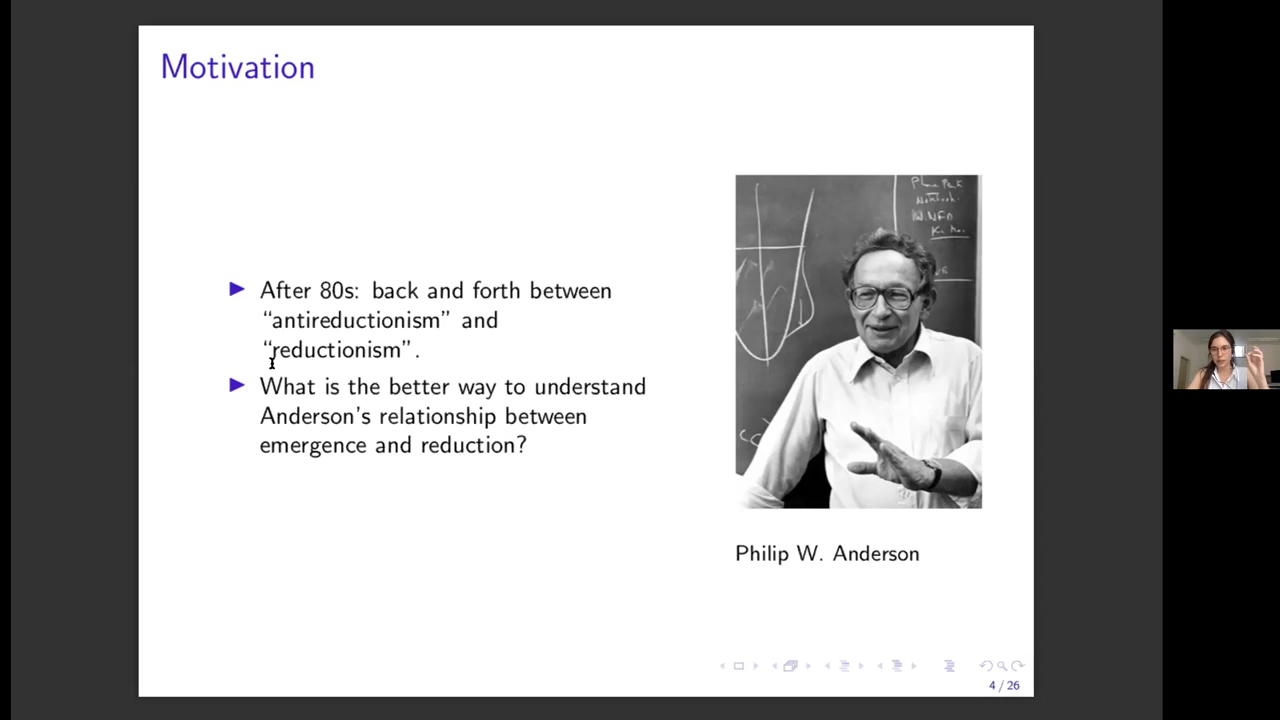 Motivation
▶ After 80s: back and forth between
“antireductionism” and
“reductionism”.
▶ What is the better way to understand
Anderson’s relationship between
emergence and reduction?
Philip W. Anderson
4 / 26